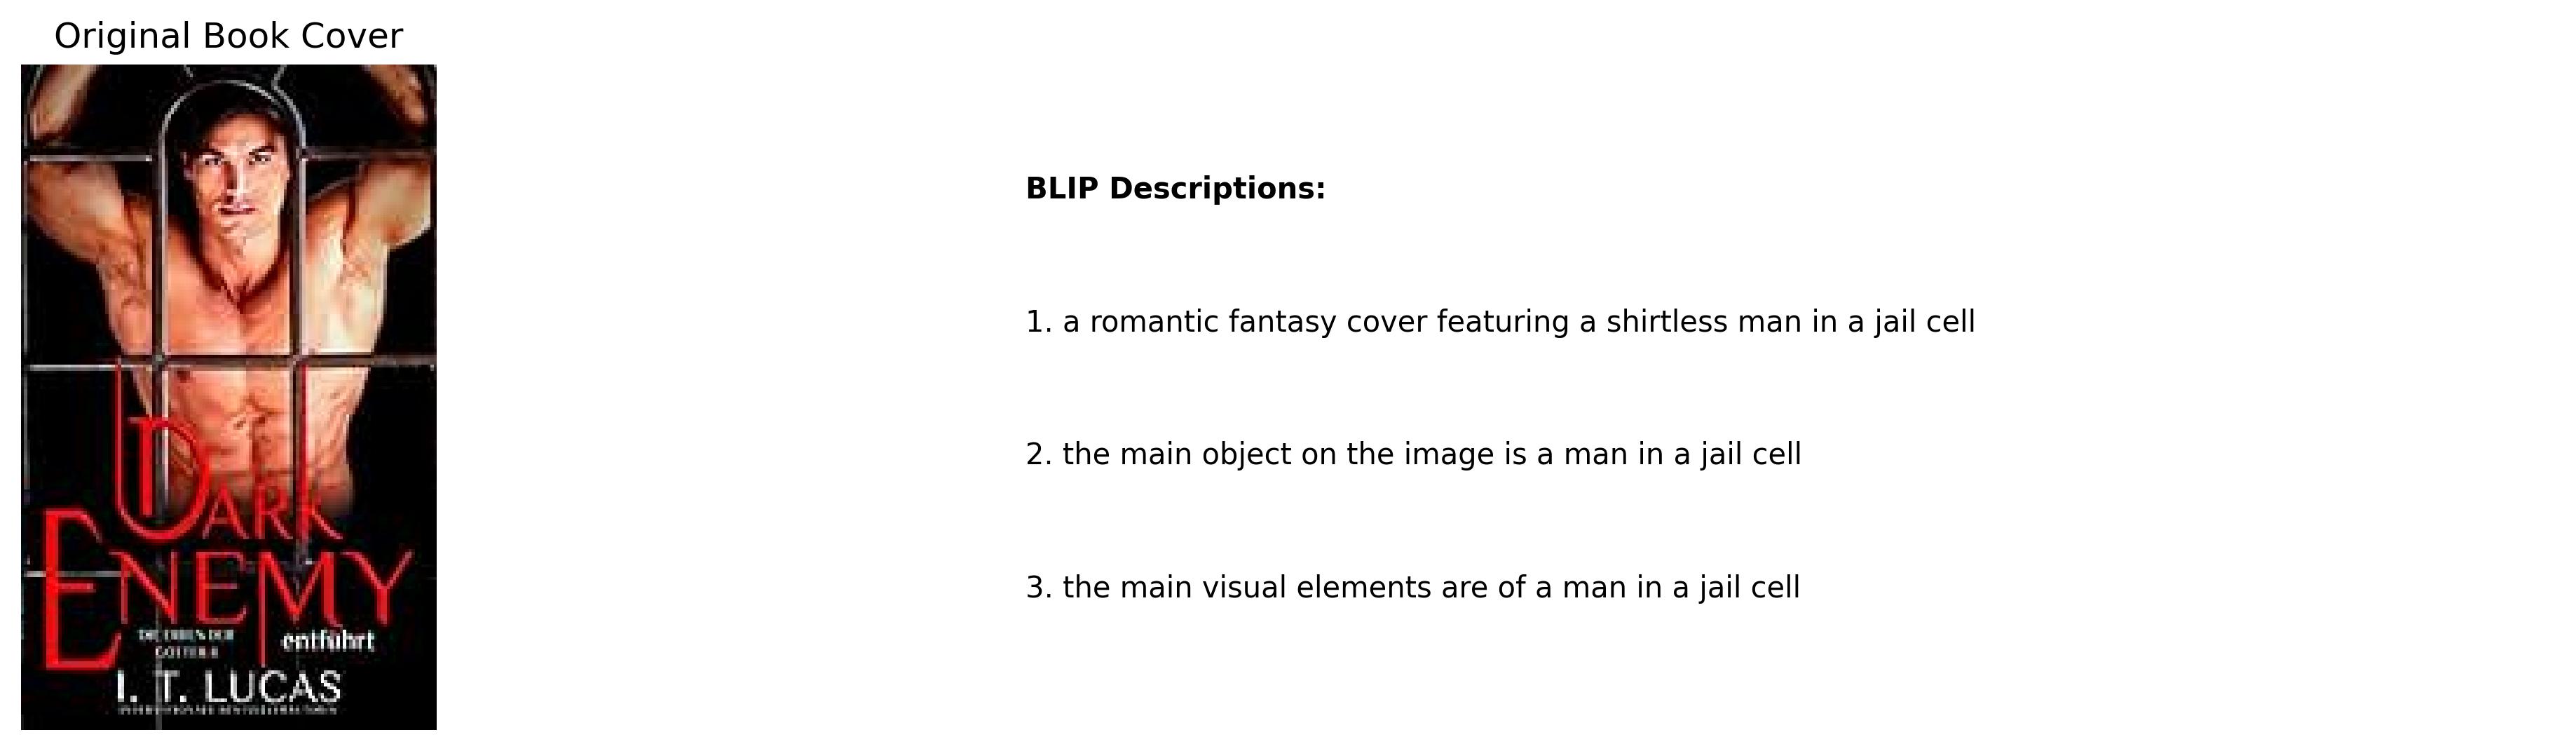 Original Book Cover
DARK
ENEMY
entführt
I. T. LUCAS
BLIP Descriptions:
1. a romantic fantasy cover featuring a shirtless man in a jail cell
2. the main object on the image is a man in a jail cell
3. the main visual elements are of a man in a jail cell